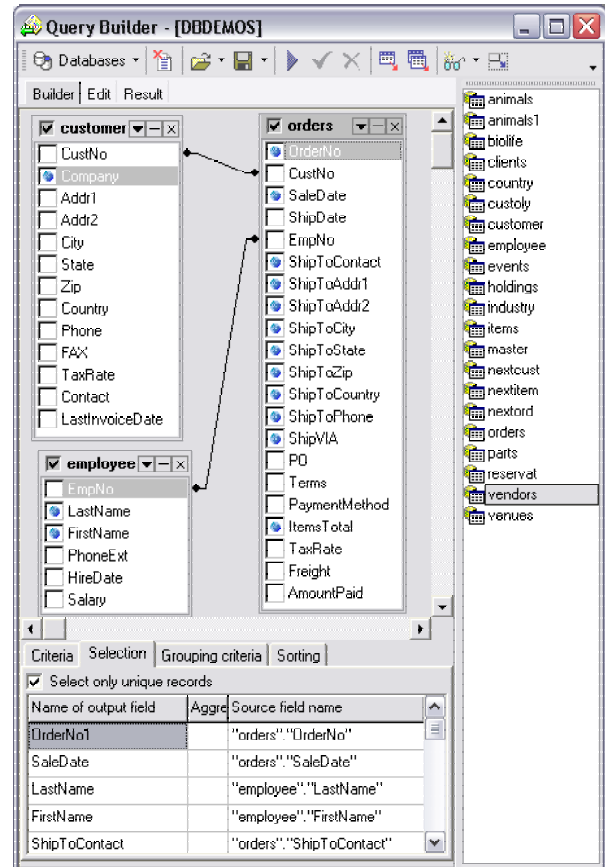 Query Builder - [DBDEMOS]
Databases
Builder Edit Result
customer
CustNo
Company
Addr1
Addr2
City
State
Zip
Country
Phone
FAX
TaxRate
Contact
LastInvoiceDate
employee
EmpNo
LastName
FirstName
PhoneExt
HireDate
Salary
orders
OrderNo
CustNo
SaleDate
ShipDate
EmpNo
ShipToContact
ShipToAddr1
ShipToAddr2
ShipToCity
ShipToState
ShipToZip
ShipToCountry
ShipToPhone
ShipVIA
PO
Terms
PaymentMethod
ItemsTotal
TaxRate
Freight
AmountPaid
animals
animals1
biolife
clients
country
custoly
customer
employee
events
holdings
industry
items
master
nextcust
nextitem
nextord
orders
parts
reservat
vendors
venues
Criteria Selection Grouping criteria Sorting
Select only unique records
Name of output field Aggre Source field name
OrderNo1 "orders"."OrderNo"
SaleDate "orders"."SaleDate"
LastName "employee"."LastName"
FirstName "employee"."FirstName"
ShipToContact "orders"."ShipToContact"